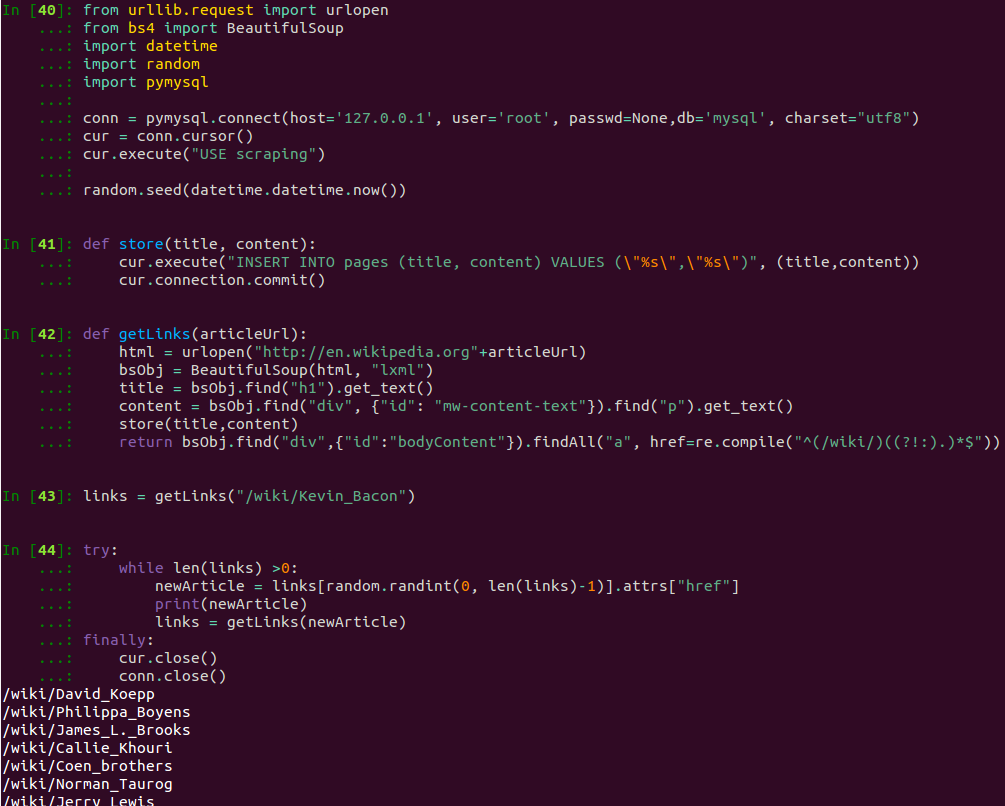 In [40]: from urllib.request import urlopen
    ...: from bs4 import BeautifulSoup
    ...: import datetime
    ...: import random
    ...: import pymysql
    ...:
    ...: conn = pymysql.connect(host='127.0.0.1', user='root', passwd=None,db='mysql', charset="utf8")
    ...: cur = conn.cursor()
    ...: cur.execute("USE scraping")
    ...:
    ...: random.seed(datetime.datetime.now())
In [41]: def store(title, content):
    ...:     cur.execute("INSERT INTO pages (title, content) VALUES (\"%s\",\"%s\")", (title,content))
    ...:     cur.connection.commit()
In [42]: def getLinks(articleUrl):
    ...:     html = urlopen("http://en.wikipedia.org"+articleUrl)
    ...:     bsObj = BeautifulSoup(html, "lxml")
    ...:     title = bsObj.find("h1").get_text()
    ...:     content = bsObj.find("div", {"id": "mw-content-text"}).find("p").get_text()
    ...:     store(title,content)
    ...:     return bsObj.find("div",{"id":"bodyContent"}).findAll("a", href=re.compile("^(/wiki/)((?!:).)*$"))
In [43]: links = getLinks("/wiki/Kevin_Bacon")
In [44]: try:
    ...:     while len(links) >0:
    ...:         newArticle = links[random.randint(0, len(links)-1)].attrs["href"]
    ...:         print(newArticle)
    ...:         links = getLinks(newArticle)
    ...: finally:
    ...:     cur.close()
    ...:     conn.close()
/wiki/David_Koepp
/wiki/Philippa_Boyens
/wiki/James_L._Brooks
/wiki/Callie_Khouri
/wiki/Coen_brothers
/wiki/Norman_Taurog
/wiki/Jerry_Lewis